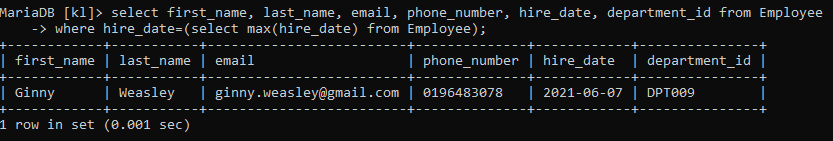 MariaDB [kl]> select first_name, last_name, email, phone_number, hire_date, department_id from Employee
    -> where hire_date=(select max(hire_date) from Employee);
+------------+-----------+-------------------------+--------------+------------+---------------+
| first_name | last_name | email                   | phone_number | hire_date  | department_id |
+------------+-----------+-------------------------+--------------+------------+---------------+
| Ginny      | Weasley   | ginny.weasley@gmail.com | 0196483078   | 2021-06-07 | DPT009        |
+------------+-----------+-------------------------+--------------+------------+---------------+
1 row in set (0.001 sec)